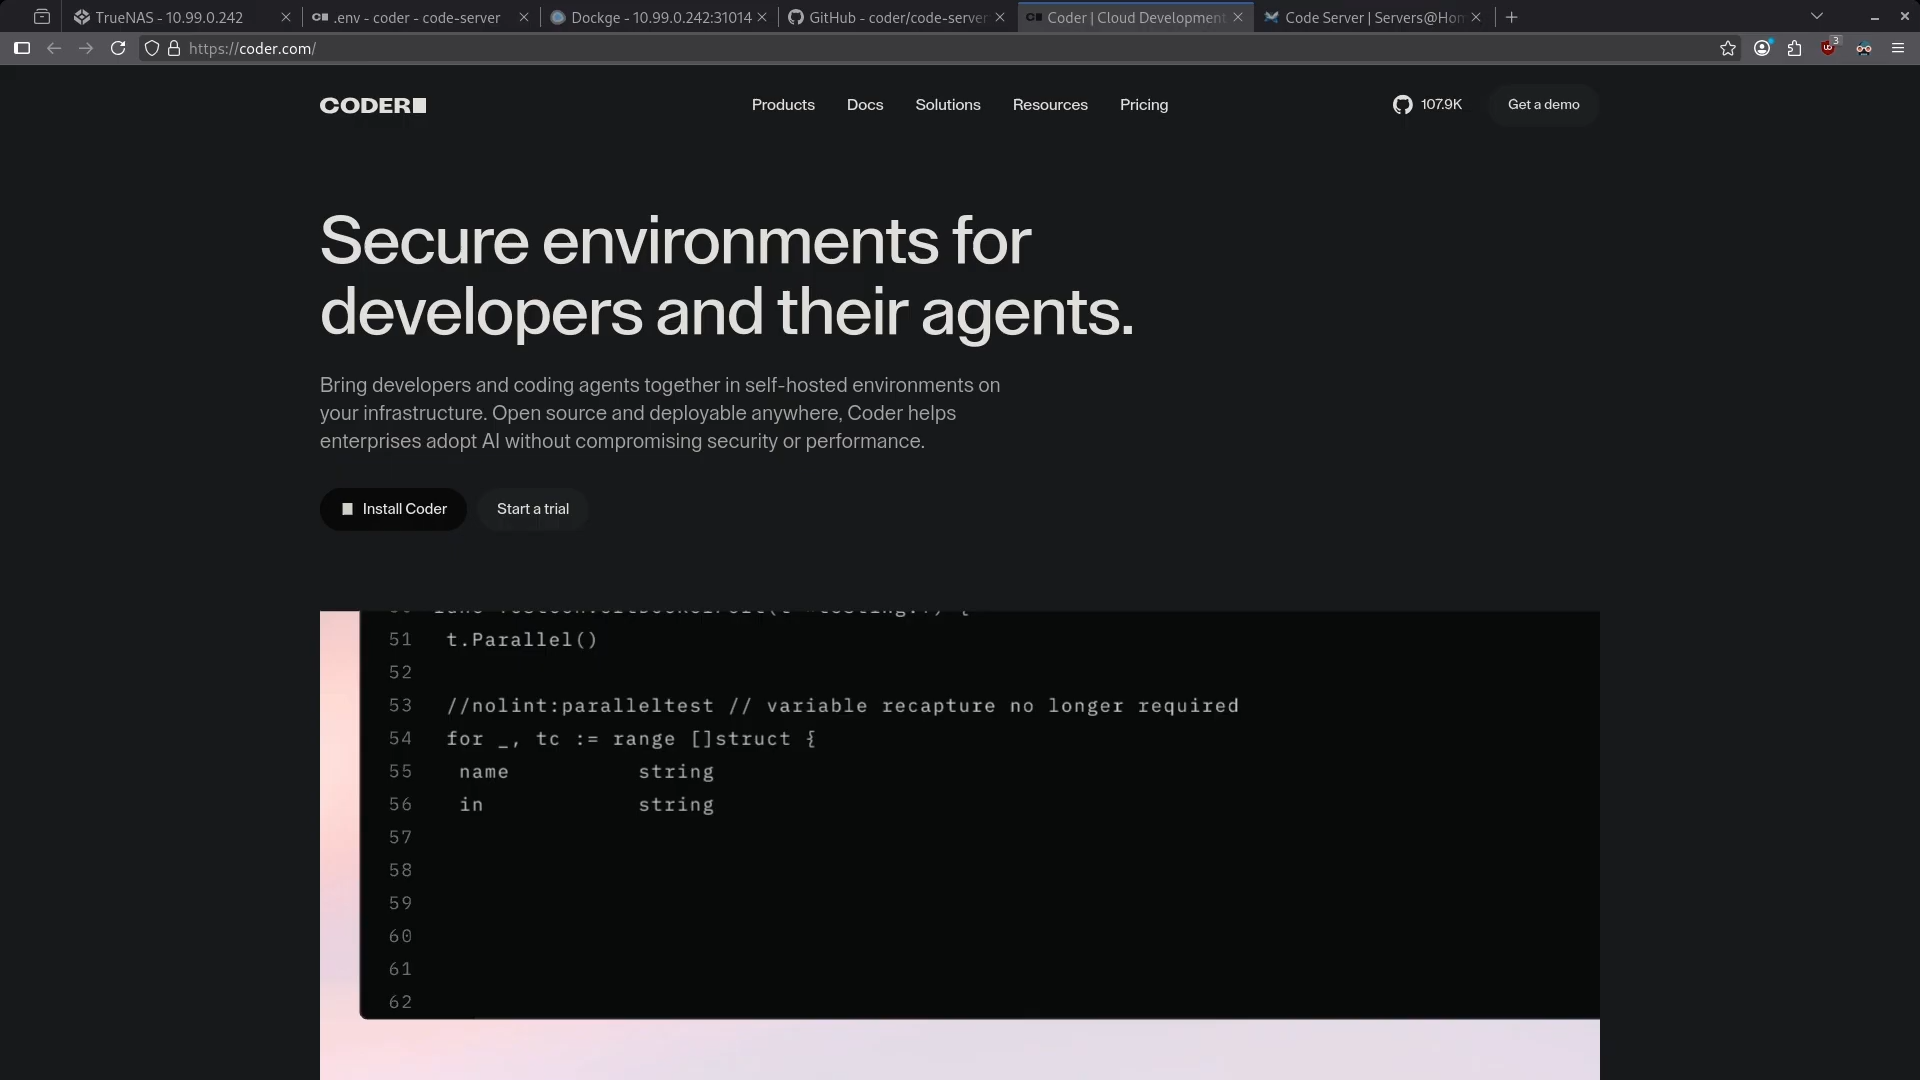 TrueNAS - 10.99.0.242
.env - coder - code-server
Dockge - 10.99.0.242:31014
GitHub - coder/code-server
Coder | Cloud Development
Code Server | Servers@Hom
https://coder.com/
3
CODER
Products
Docs
Solutions
Resources
Pricing
107.9K
Get a demo
Secure environments for
developers and their agents.
Bring developers and coding agents together in self-hosted environments on
your infrastructure. Open source and deployable anywhere, Coder helps
enterprises adopt AI without compromising security or performance.
Install Coder
Start a trial
51 t.Parallel()
52
53 //nolint:paralleltest // variable recapture no longer required
54 for _, tc := range []struct {
55 name string
56 in string
57
58
59
60
61
62